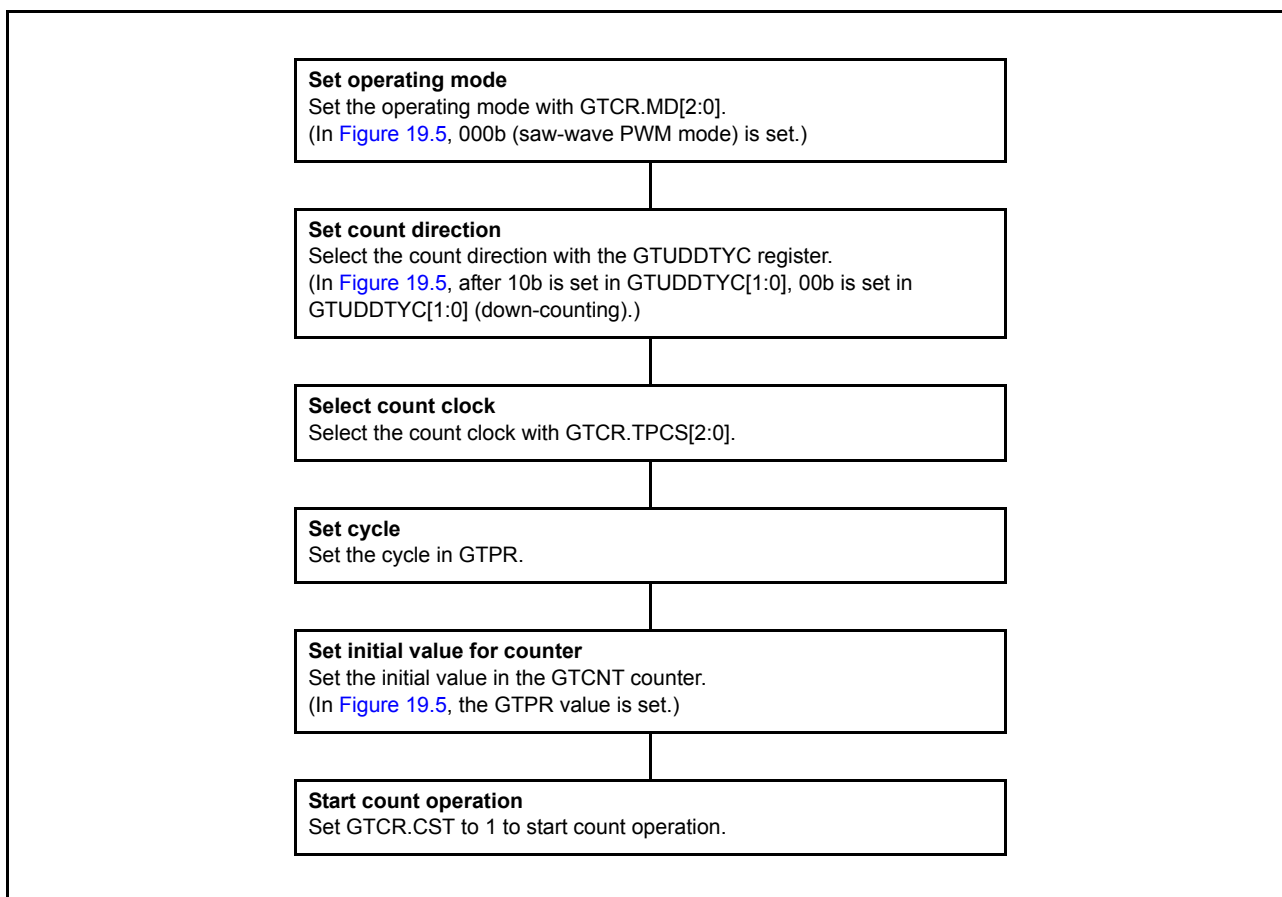 Set operating mode
Set the operating mode with GTCR.MD[2:0].
(In Figure 19.5, 000b (saw-wave PWM mode) is set.)
Set count direction
Select the count direction with the GTUDDTYC register.
(In Figure 19.5, after 10b is set in GTUDDTYC[1:0], 00b is set in
GTUDDTYC[1:0] (down-counting).)
Select count clock
Select the count clock with GTCR.TPCS[2:0].
Set cycle
Set the cycle in GTPR.
Set initial value for counter
Set the initial value in the GTCNT counter.
(In Figure 19.5, the GTPR value is set.)
Start count operation
Set GTCR.CST to 1 to start count operation.